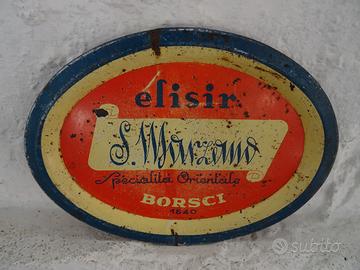 elisir
S. Marzano
Specialità Orientale
BORSCI
1840
subito